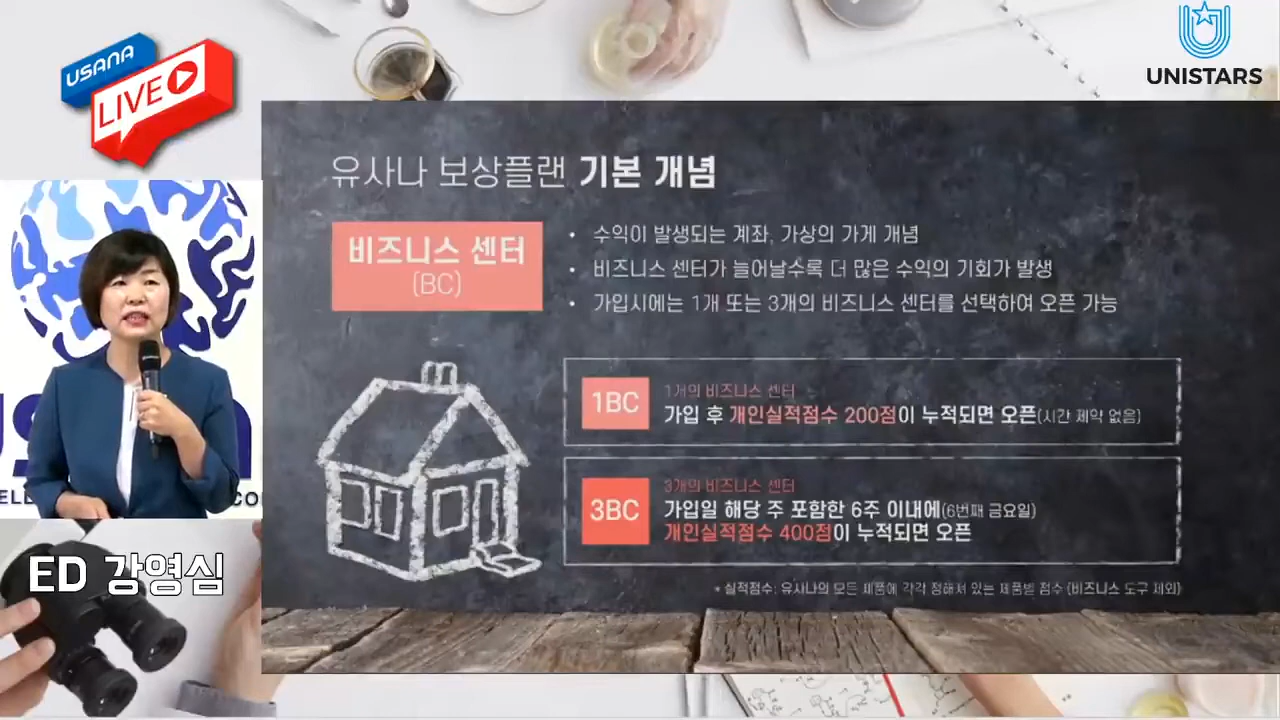 USANA
LIVE
UNISTARS
유사나 보상플랜 기본 개념
비즈니스 센터
(BC)
• 수익이 발생되는 계좌, 가상의 가게 개념
• 비즈니스 센터가 늘어날수록 더 많은 수익의 기회가 발생
• 가입시에는 1개 또는 3개의 비즈니스 센터를 선택하여 오픈 가능
1BC
1개의 비즈니스 센터
가입 후 개인실적점수 200점이 누적되면 오픈(시간 제약 없음)
3BC
3개의 비즈니스 센터
가입일 해당 주 포함한 6주 이내에(6번째 금요일)
개인실적점수 400점이 누적되면 오픈
* 실적점수: 유사나의 모든 제품에 각각 정해져 있는 제품별 점수 (비즈니스 도구 제외)
ELL
CO
ED 강영심